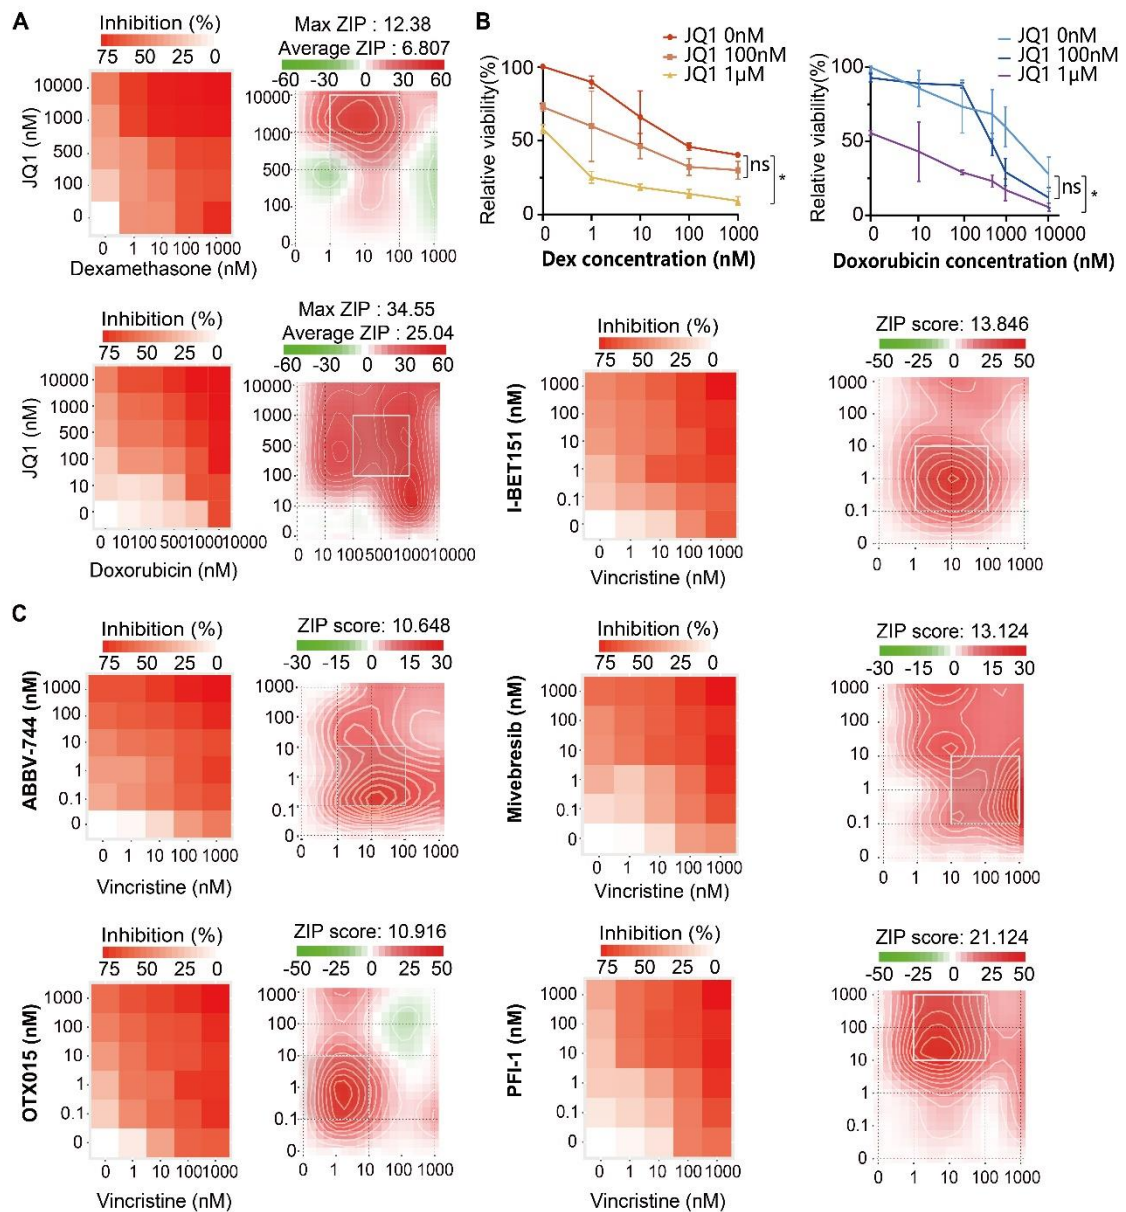 A
Inhibition (%)
75 50 25 0
JQ1 (nM)
10000
1000
500
100
0
0 1 10 100 1000
Dexamethasone (nM)
Max ZIP : 12.38
Average ZIP : 6.807
-60 -30 0 30 60
10000
1000
500
100
0
0 1 10 100 1000
B
JQ1 0nM
JQ1 100nM
JQ1 1µM
Relative viability(%)
100
50
0
ns
*
0 1 10 100 1000
Dex concentration (nM)
JQ1 0nM
JQ1 100nM
JQ1 1µM
Relative viability(%)
100
50
0
ns
*
0 10 100 1000 10000
Doxorubicin concentration (nM)
Inhibition (%)
75 50 25 0
JQ1 (nM)
10000
1000
500
100
10
0
0 10100 50010000000
Doxorubicin (nM)
Max ZIP : 34.55
Average ZIP : 25.04
-60 -30 0 30 60
10000
1000
500
100
10
0
0 10 1005001000 10000
Inhibition (%)
75 50 25 0
I-BET151 (nM)
1000
100
10
1
0.1
0
0 1 10 100 1000
Vincristine (nM)
ZIP score: 13.846
-50 -25 0 25 50
1000
100
10
1
0.1
0
0 1 10 100 1000
C
Inhibition (%)
75 50 25 0
ABBV-744 (nM)
1000
100
10
1
0.1
0
0 1 10 100 1000
Vincristine (nM)
ZIP score: 10.648
-30 -15 0 15 30
1000
100
10
1
0.1
0
0 1 10 100 1000
Inhibition (%)
75 50 25 0
Mivebresib (nM)
1000
100
10
1
0.1
0
0 1 10 100 1000
Vincristine (nM)
ZIP score: 13.124
-30 -15 0 15 30
1000
100
10
1
0.1
0
0 1 10 100 1000
Inhibition (%)
75 50 25 0
OTX015 (nM)
1000
100
10
1
0.1
0
0 1 10 100 1000
Vincristine (nM)
ZIP score: 10.916
-50 -25 0 25 50
1000
100
10
1
0.1
0
0 1 10 100 1000
Inhibition (%)
75 50 25 0
PFI-1 (nM)
1000
100
10
1
0.1
0
0 1 10 100 1000
Vincristine (nM)
ZIP score: 21.124
-50 -25 0 25 50
1000
100
10
1
0.1
0
0 1 10 100 1000